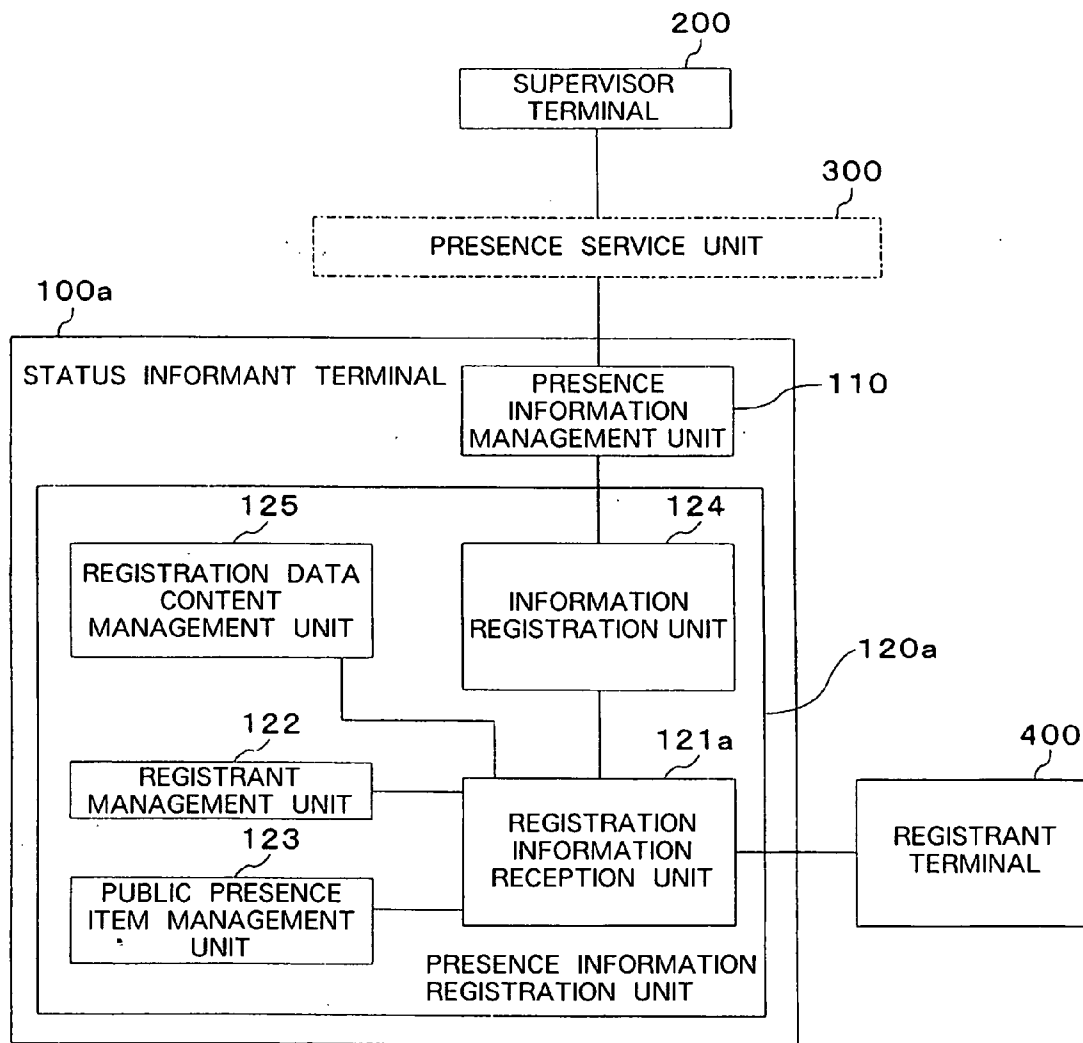 200
SUPERVISOR
TERMINAL
300
PRESENCE SERVICE UNIT
100a
STATUS INFORMANT TERMINAL
PRESENCE
INFORMATION
MANAGEMENT UNIT
110
125
124
REGISTRATION DATA
CONTENT
MANAGEMENT UNIT
INFORMATION
REGISTRATION UNIT
120a
122
121a
400
REGISTRANT
MANAGEMENT UNIT
REGISTRATION
INFORMATION
RECEPTION UNIT
REGISTRANT
TERMINAL
123
PUBLIC PRESENCE
ITEM MANAGEMENT
UNIT
PRESENCE INFORMATION
REGISTRATION UNIT